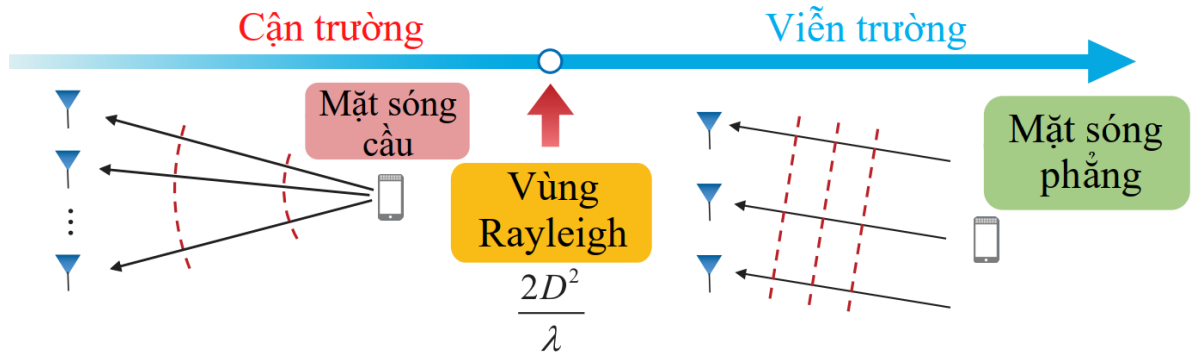 Cận trường
Viễn trường
Mặt sóng
cầu
Vùng
Rayleigh
2D²
λ
Mặt sóng
phẳng